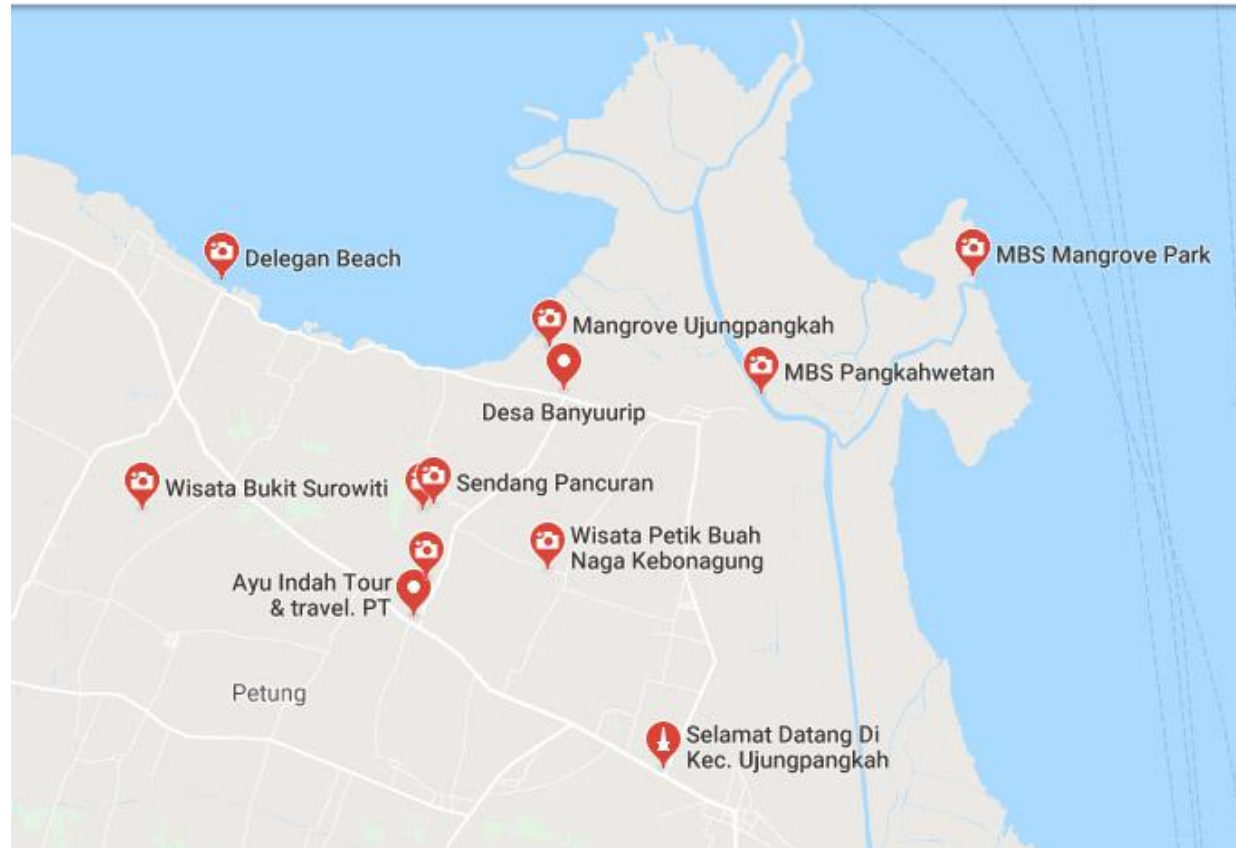 Delegan Beach
MBS Mangrove Park
Mangrove Ujungpangkah
MBS Pangkahwetan
Desa Banyuurip
Wisata Bukit Surowiti
Sendang Pancuran
Wisata Petik Buah
Naga Kebonagung
Ayu Indah Tour
& travel. PT
Petung
Selamat Datang Di
Kec. Ujungpangkah